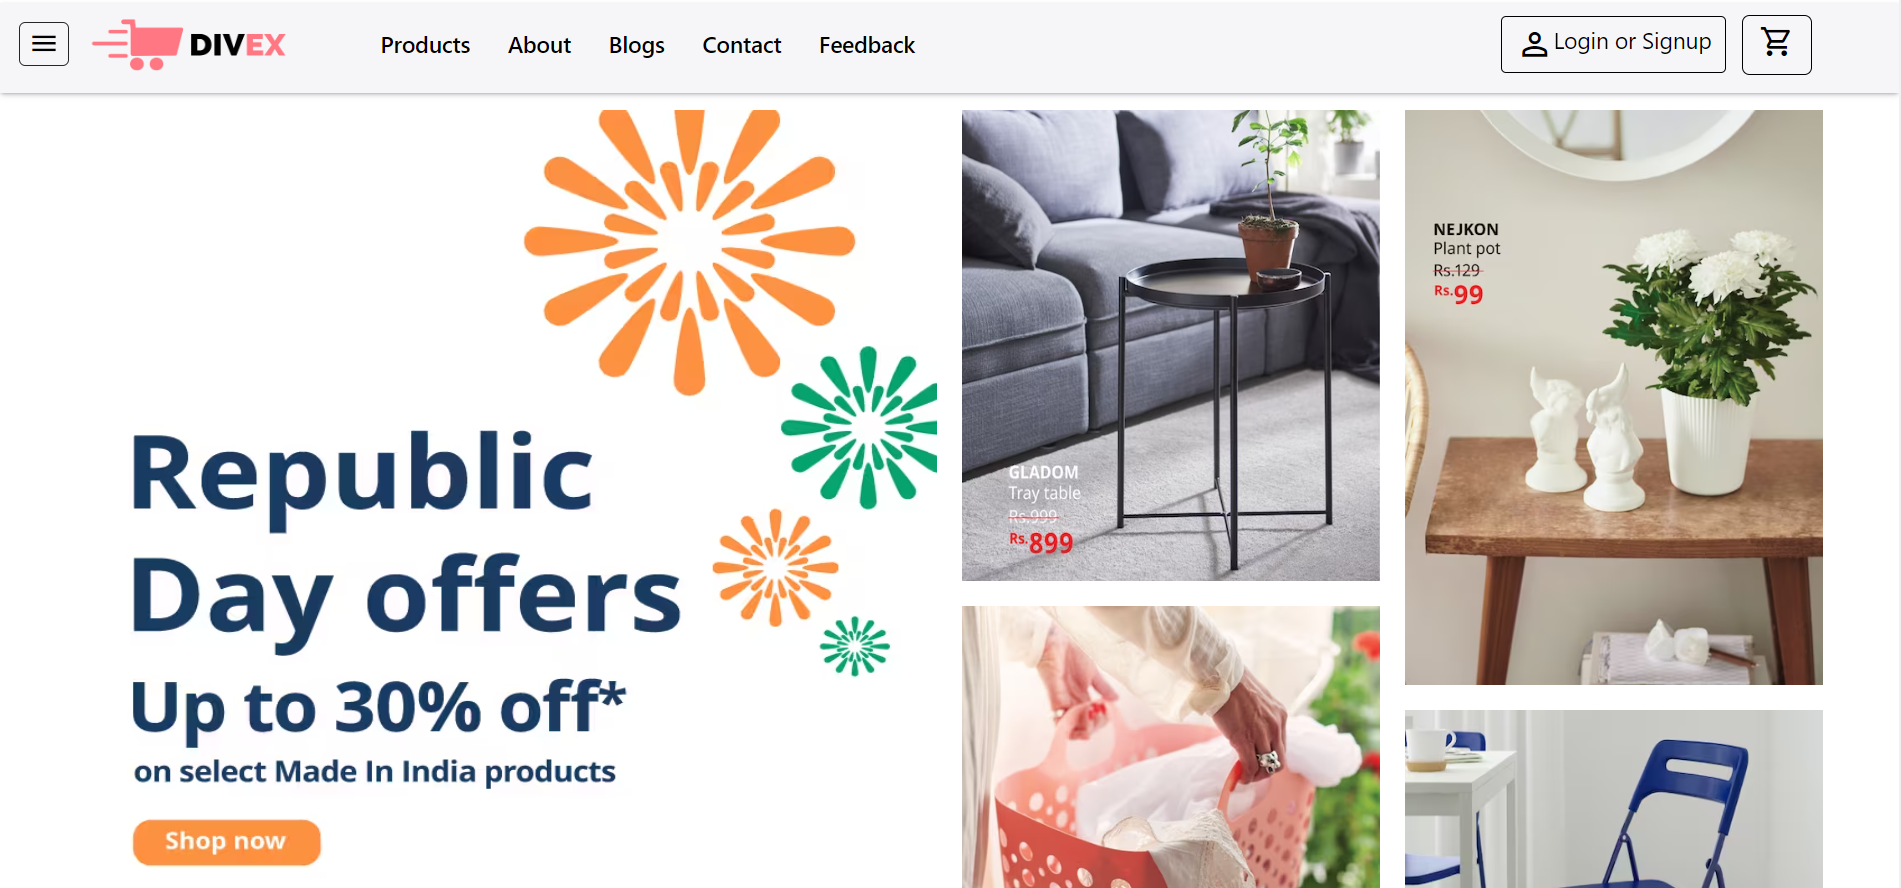 DIVEX
Products
About
Blogs
Contact
Feedback
Login or Signup
Republic
Day offers
Up to 30% off*
on select Made In India products
Shop now
GLADOM
Tray table
Rs.999
Rs.899
NEJKON
Plant pot
Rs.129
Rs.99